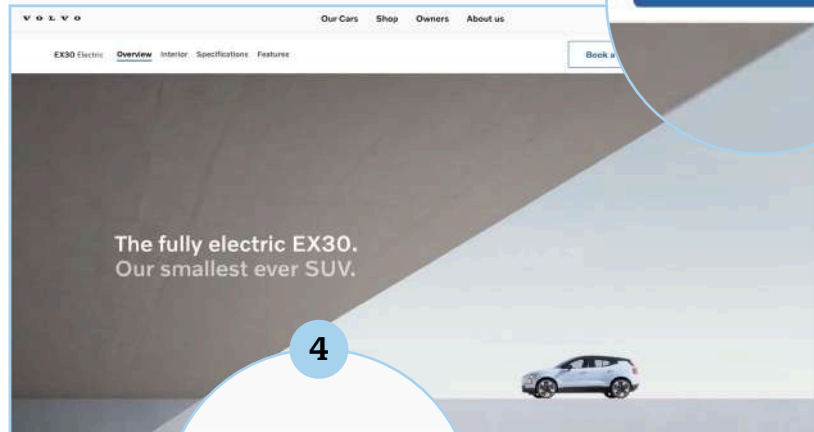 VOLVO
Our Cars Shop Owners About us
EX30 Electric Overview Interior Specifications Features
Book a
The fully electric EX30.
Our smallest ever SUV.
4